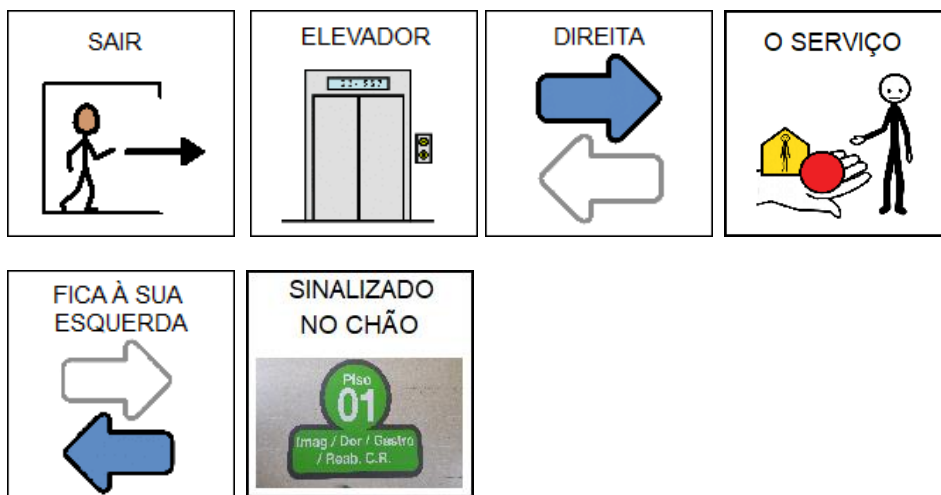 SAIR
ELEVADOR
DIREITA
O SERVIÇO
FICA À SUA
ESQUERDA
SINALIZADO
NO CHÃO
Piso
01
Imag / Dor / Gastro
/ Reab. C.R.